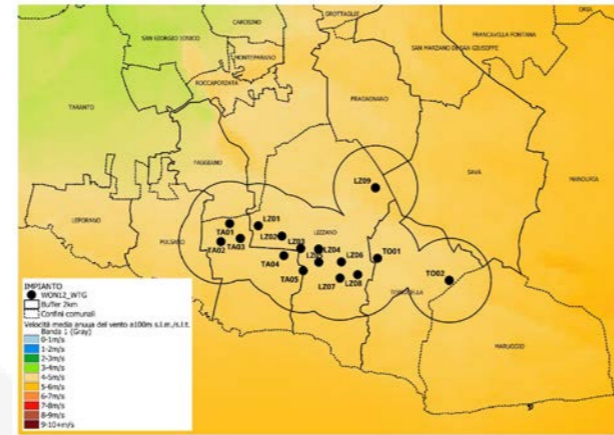 CAROSINO
GROTTAGLIE
ORIA
SAN GIORGIO JONICO
FRANCAVILLA FONTANA
MONTEPARANO
SAN MARZANO DI SAN GIUSEPPE
ROCCAFORZATA
TARANTO
FRAGAGNANO
FAGGIANO
SAVA
MANDURIA
LZ09
LEPORANO
PULSANO
TA01
LZ01
LIZZANO
TA02
TA03
LZ02
LZ03
LZ04
TO01
TA04
LZ05
LZ06
TA05
TO02
LZ07
LZ08
TORRICELLA
MARUGGIO
IMPIANTO
WON12_WTG
Buffer 2km
Confini comunali
Velocità media annua del vento a100m s.l.m./s.l.t.
Banda 1 (Gray)
0-1m/s
1-2m/s
2-3m/s
3-4m/s
4-5m/s
5-6m/s
6-7m/s
7-8m/s
8-9m/s
9-10+m/s